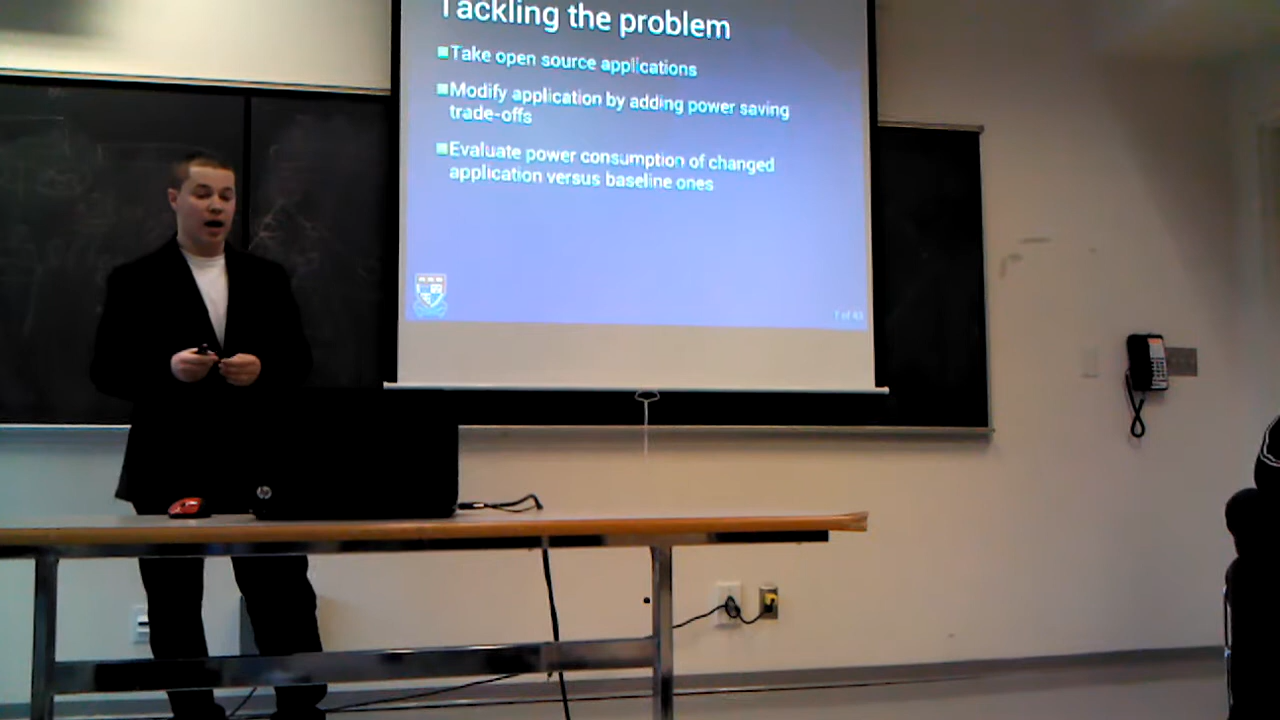 Tackling the problem
Take open source applications
Modify application by adding power saving
trade-offs
Evaluate power consumption of changed
application versus baseline ones
hp